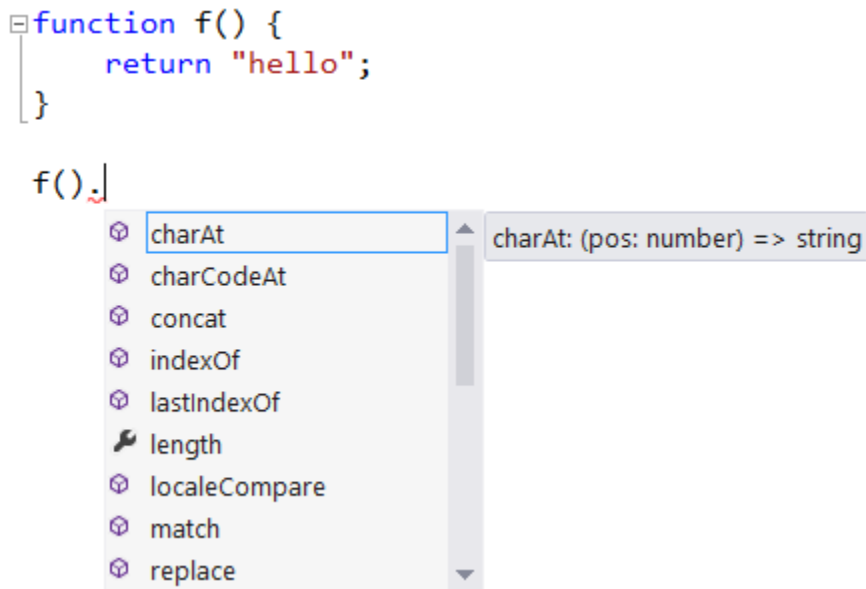 function f() {
return "hello";
}
f().
charAt
charAt: (pos: number) => string
charCodeAt
concat
indexOf
lastIndexOf
length
localeCompare
match
replace